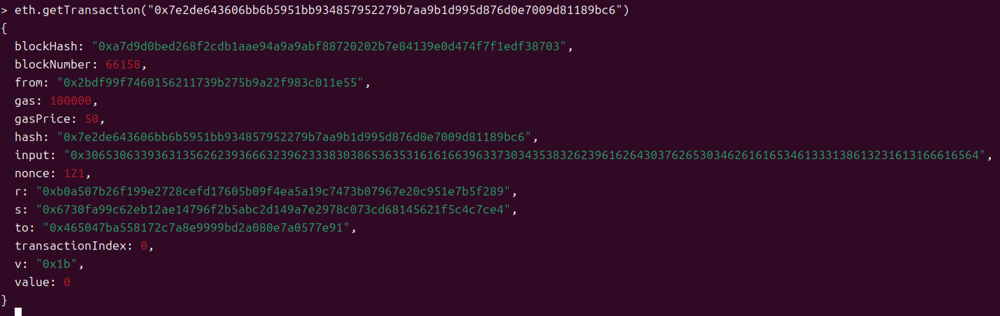 > eth.getTransaction("0x7e2de643606bb6b5951bb934857952279b7aa9b1d995d876d0e7009d81189bc6")
{
  blockHash: "0xa7d9d0bed268f2cdb1aae94a9a9abf88720202b7e84139e0d474f7f1edf38703",
  blockNumber: 66158,
  from: "0x2bdf99f7460156211739b275b9a22f983c011e55",
  gas: 100000,
  gasPrice: 50,
  hash: "0x7e2de643606bb6b5951bb934857952279b7aa9b1d995d876d0e7009d81189bc6",
  input: "0x30653063393631356262393666323962333830386536353161616639633730343538326239616264303762653034626161653461333138613231613166616564",
  nonce: 121,
  r: "0xb0a507b26f199e2728cefd17605b09f4ea5a19c7473b07967e20c951e7b5f289",
  s: "0x6730fa99c62eb12ae14796f2b5abc2d149a7e2978c073cd68145621f5c4c7ce4",
  to: "0x465047ba558172c7a8e9999bd2a080e7a0577e91",
  transactionIndex: 0,
  v: "0x1b",
  value: 0
}